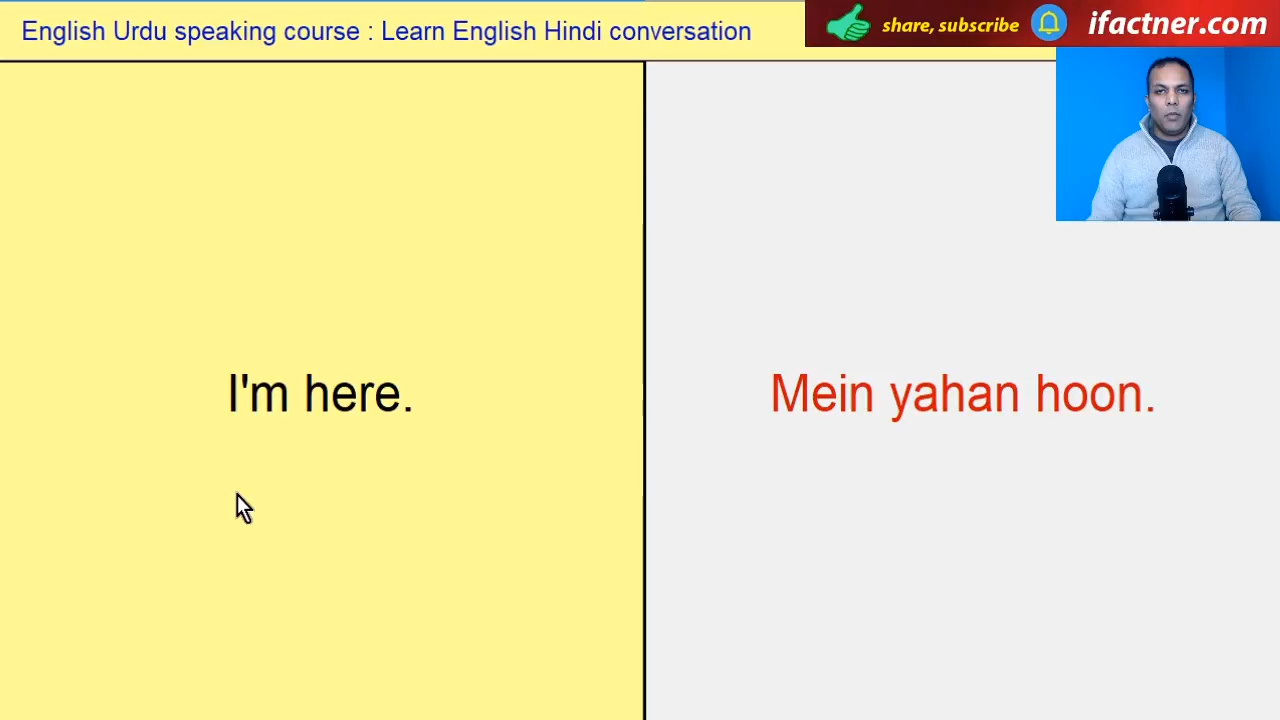 English Urdu speaking course : Learn English Hindi conversation
share, subscribe
ifactner.com
I'm here.
Mein yahan hoon.